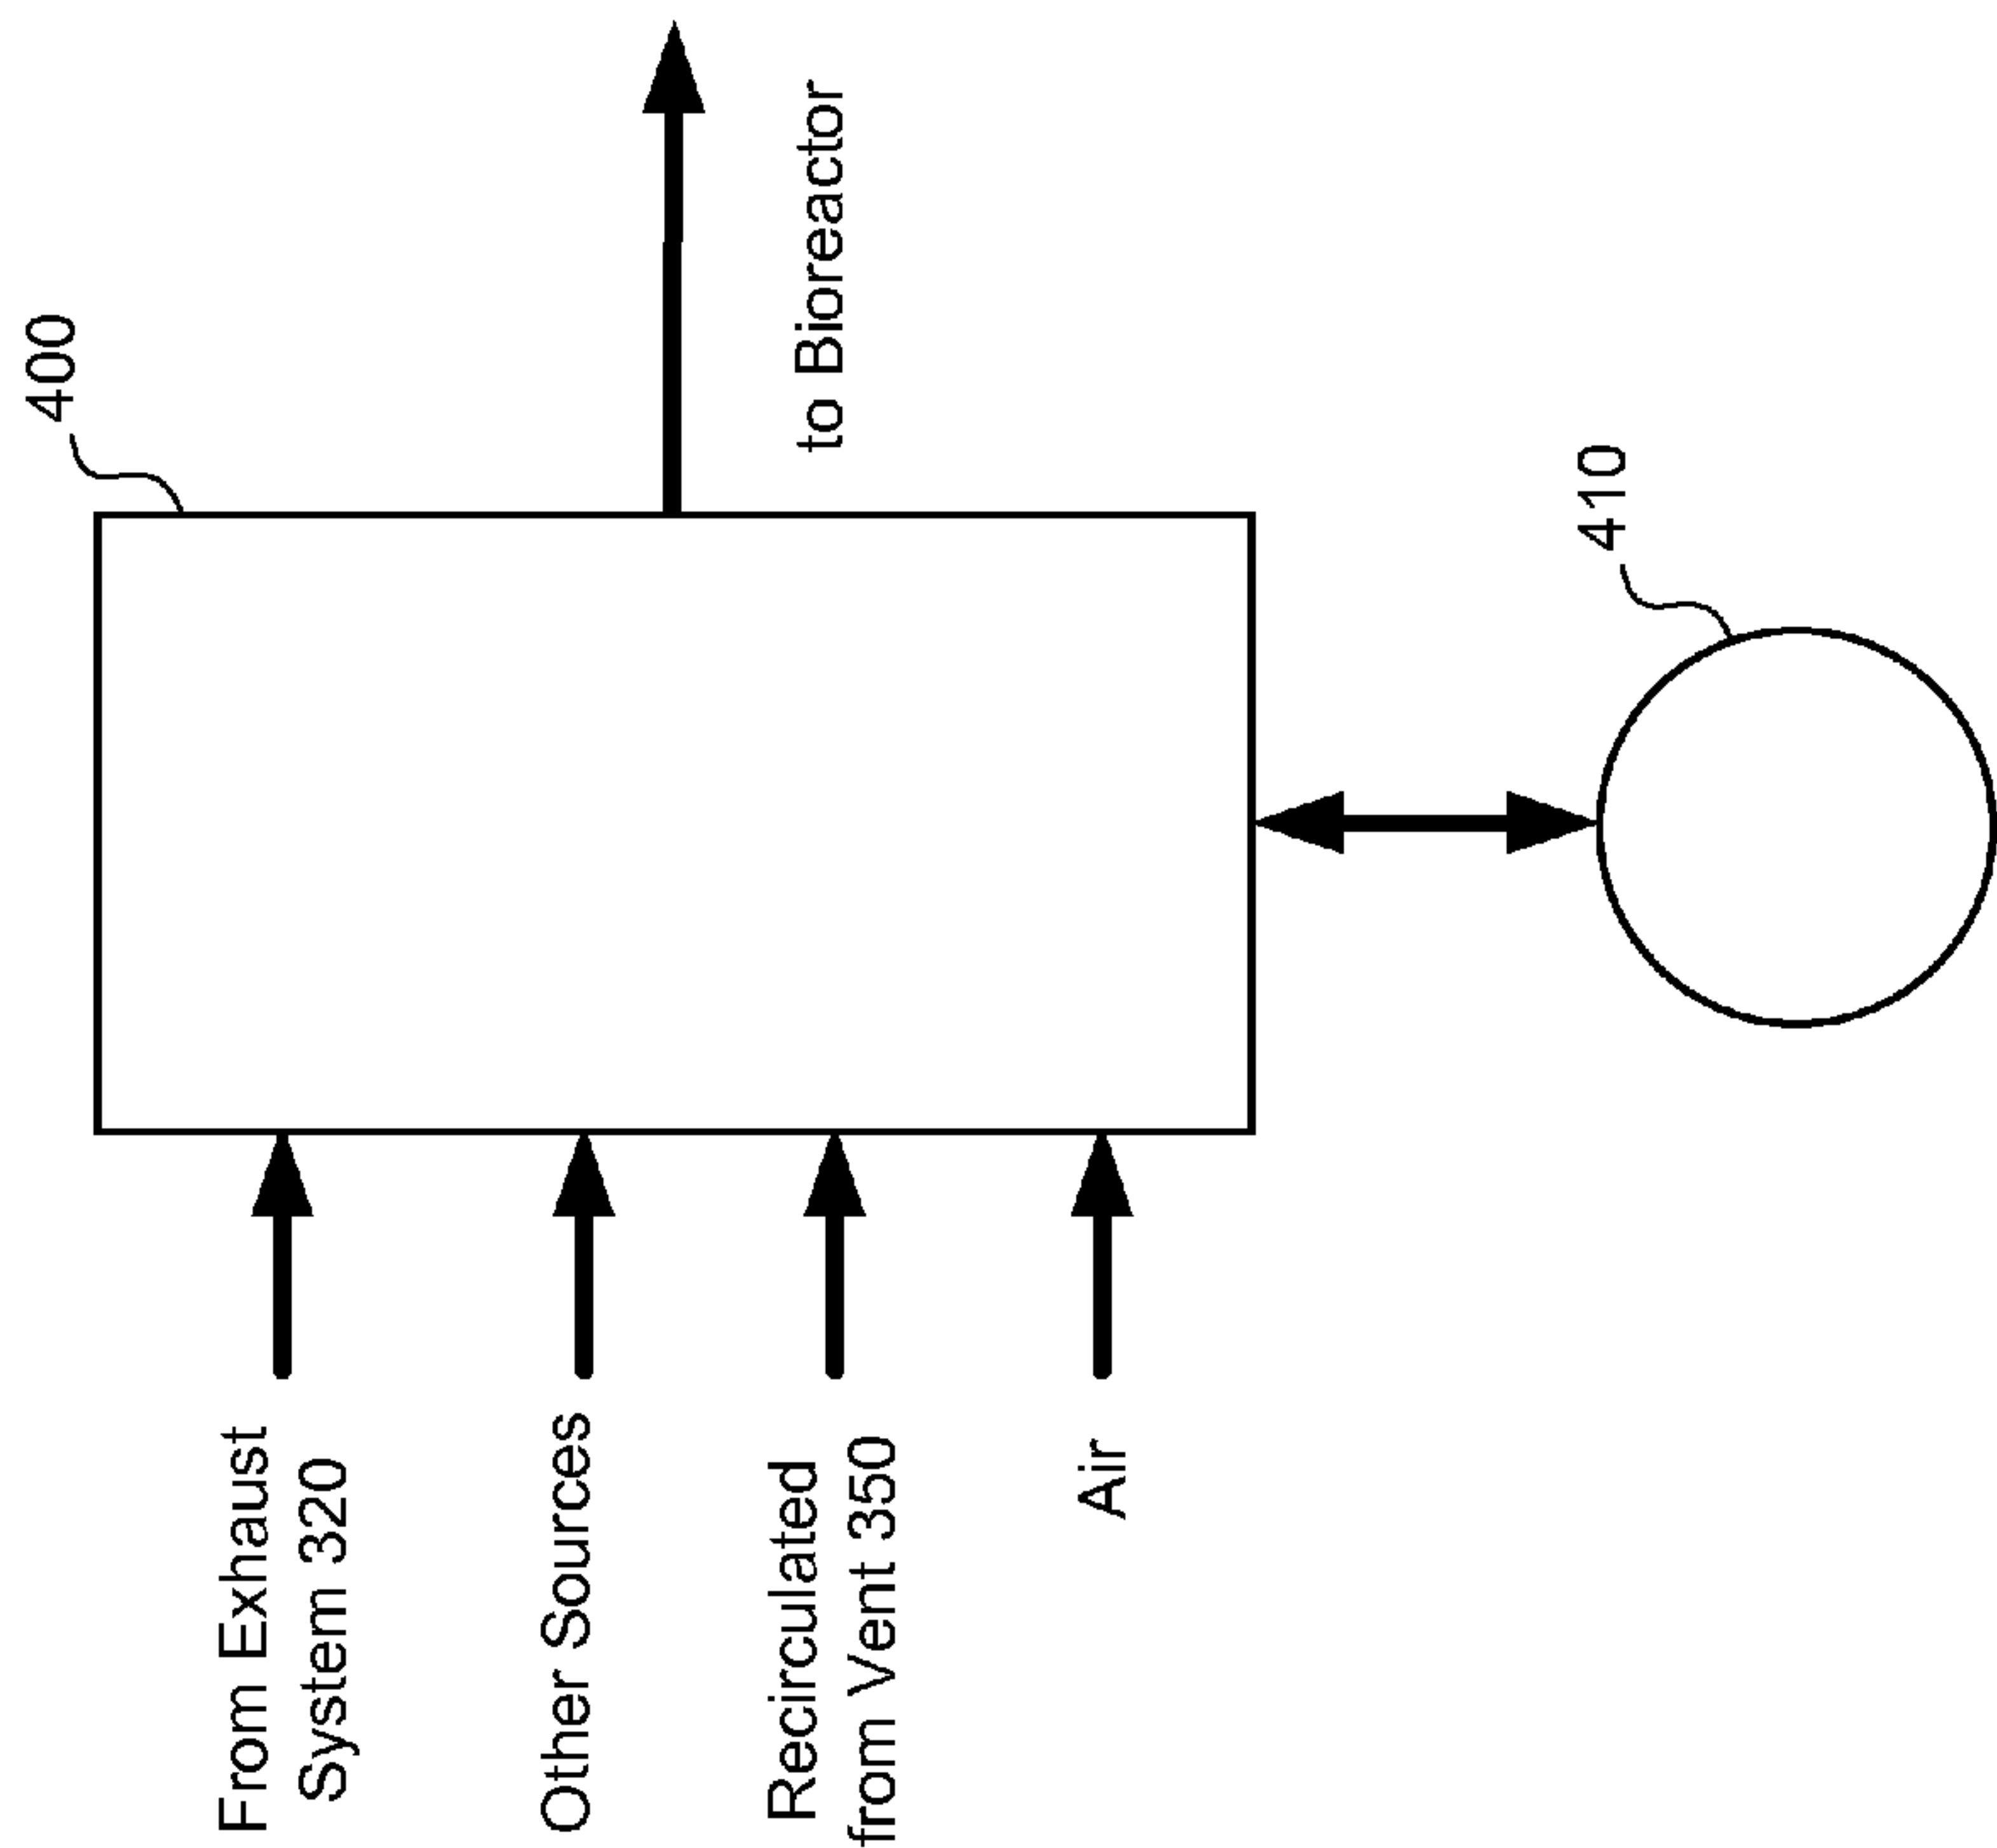 400
From Exhaust
System 320
Other Sources
Recirculated
from Vent 350
Air
to Bioreactor
410